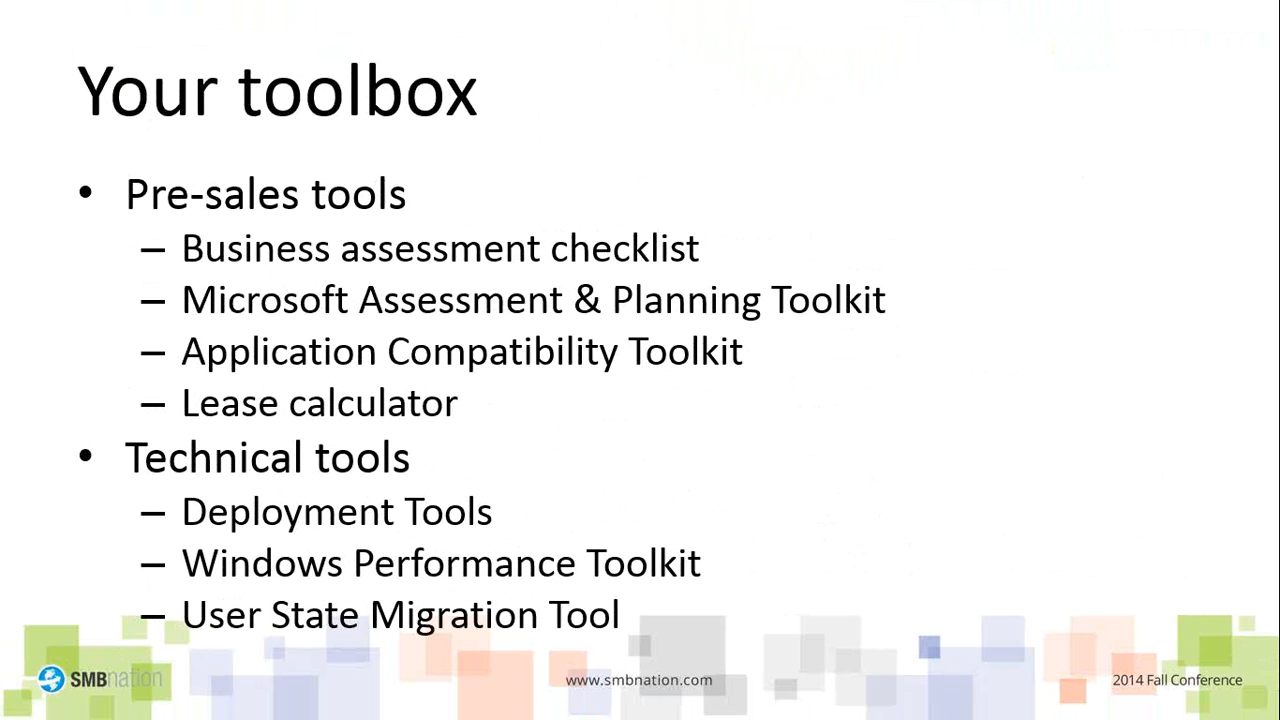 Your toolbox
• Pre-sales tools
– Business assessment checklist
– Microsoft Assessment & Planning Toolkit
– Application Compatibility Toolkit
– Lease calculator
• Technical tools
– Deployment Tools
– Windows Performance Toolkit
– User State Migration Tool
SMBnation
www.smbnation.com
2014 Fall Conference